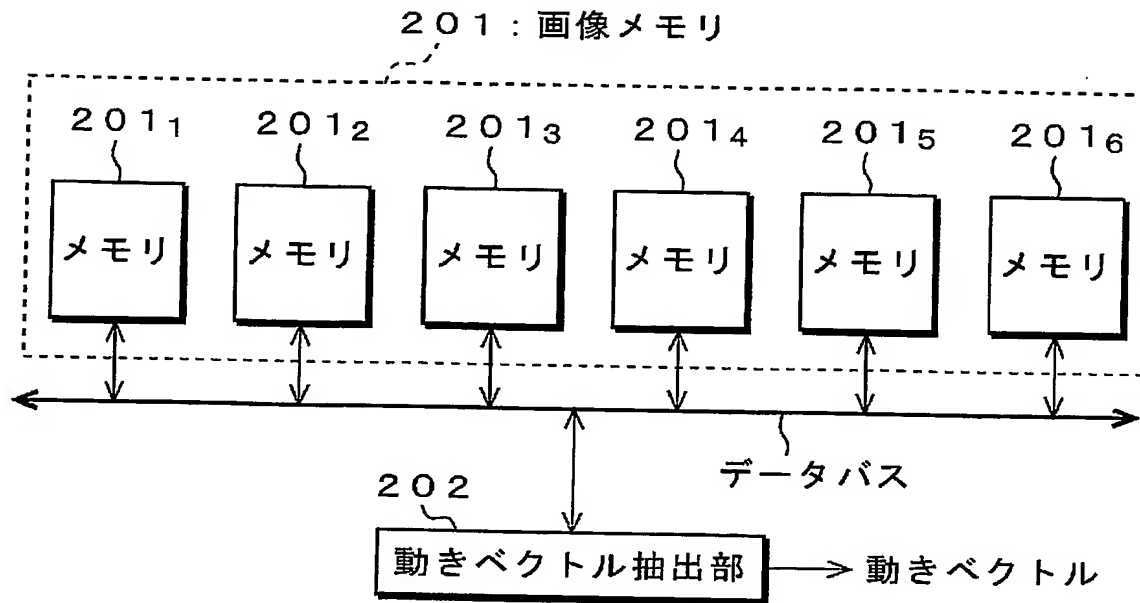 201：画像メモリ
201₁ 201₂ 201₃ 201₄ 201₅ 201₆
メモリ メモリ メモリ メモリ メモリ メモリ
データバス
202
動きベクトル抽出部 動きベクトル